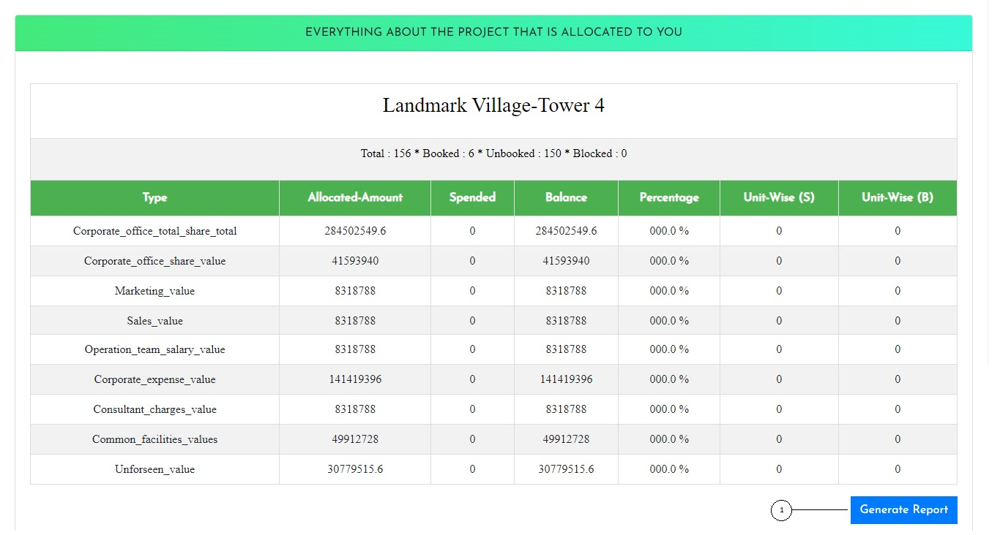 EVERYTHING ABOUT THE PROJECT THAT IS ALLOCATED TO YOU
Landmark Village-Tower 4
Total : 156 * Booked : 6 * Unbooked : 150 * Blocked : 0
Type Allocated-Amount Spended Balance Percentage Unit-Wise (S) Unit-Wise (B)
Corporate_office_total_share_total 284502549.6 0 284502549.6 000.0 % 0 0
Corporate_office_share_value 41593940 0 41593940 000.0 % 0 0
Marketing_value 8318788 0 8318788 000.0 % 0 0
Sales_value 8318788 0 8318788 000.0 % 0 0
Operation_team_salary_value 8318788 0 8318788 000.0 % 0 0
Corporate_expense_value 141419396 0 141419396 000.0 % 0 0
Consultant_charges_value 8318788 0 8318788 000.0 % 0 0
Common_facilities_values 49912728 0 49912728 000.0 % 0 0
Unforseen_value 30779515.6 0 30779515.6 000.0 % 0 0
1 Generate Report